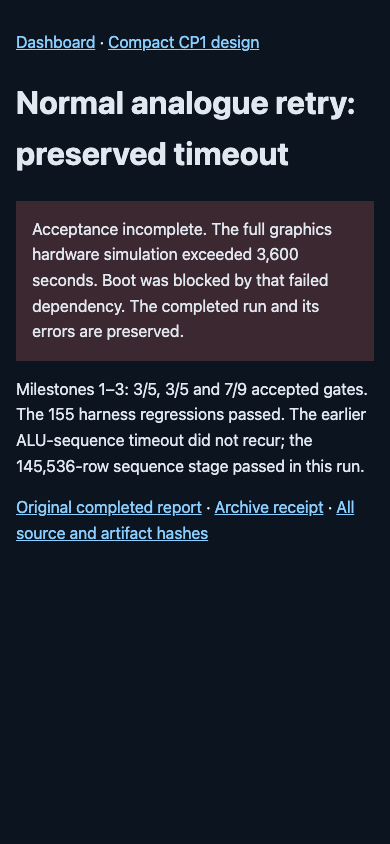 Dashboard · Compact CP1 design
Normal analogue retry:
preserved timeout
Acceptance incomplete. The full graphics
hardware simulation exceeded 3,600
seconds. Boot was blocked by that failed
dependency. The completed run and its
errors are preserved.
Milestones 1–3: 3/5, 3/5 and 7/9 accepted gates.
The 155 harness regressions passed. The earlier
ALU-sequence timeout did not recur; the
145,536-row sequence stage passed in this run.
Original completed report · Archive receipt · All
source and artifact hashes